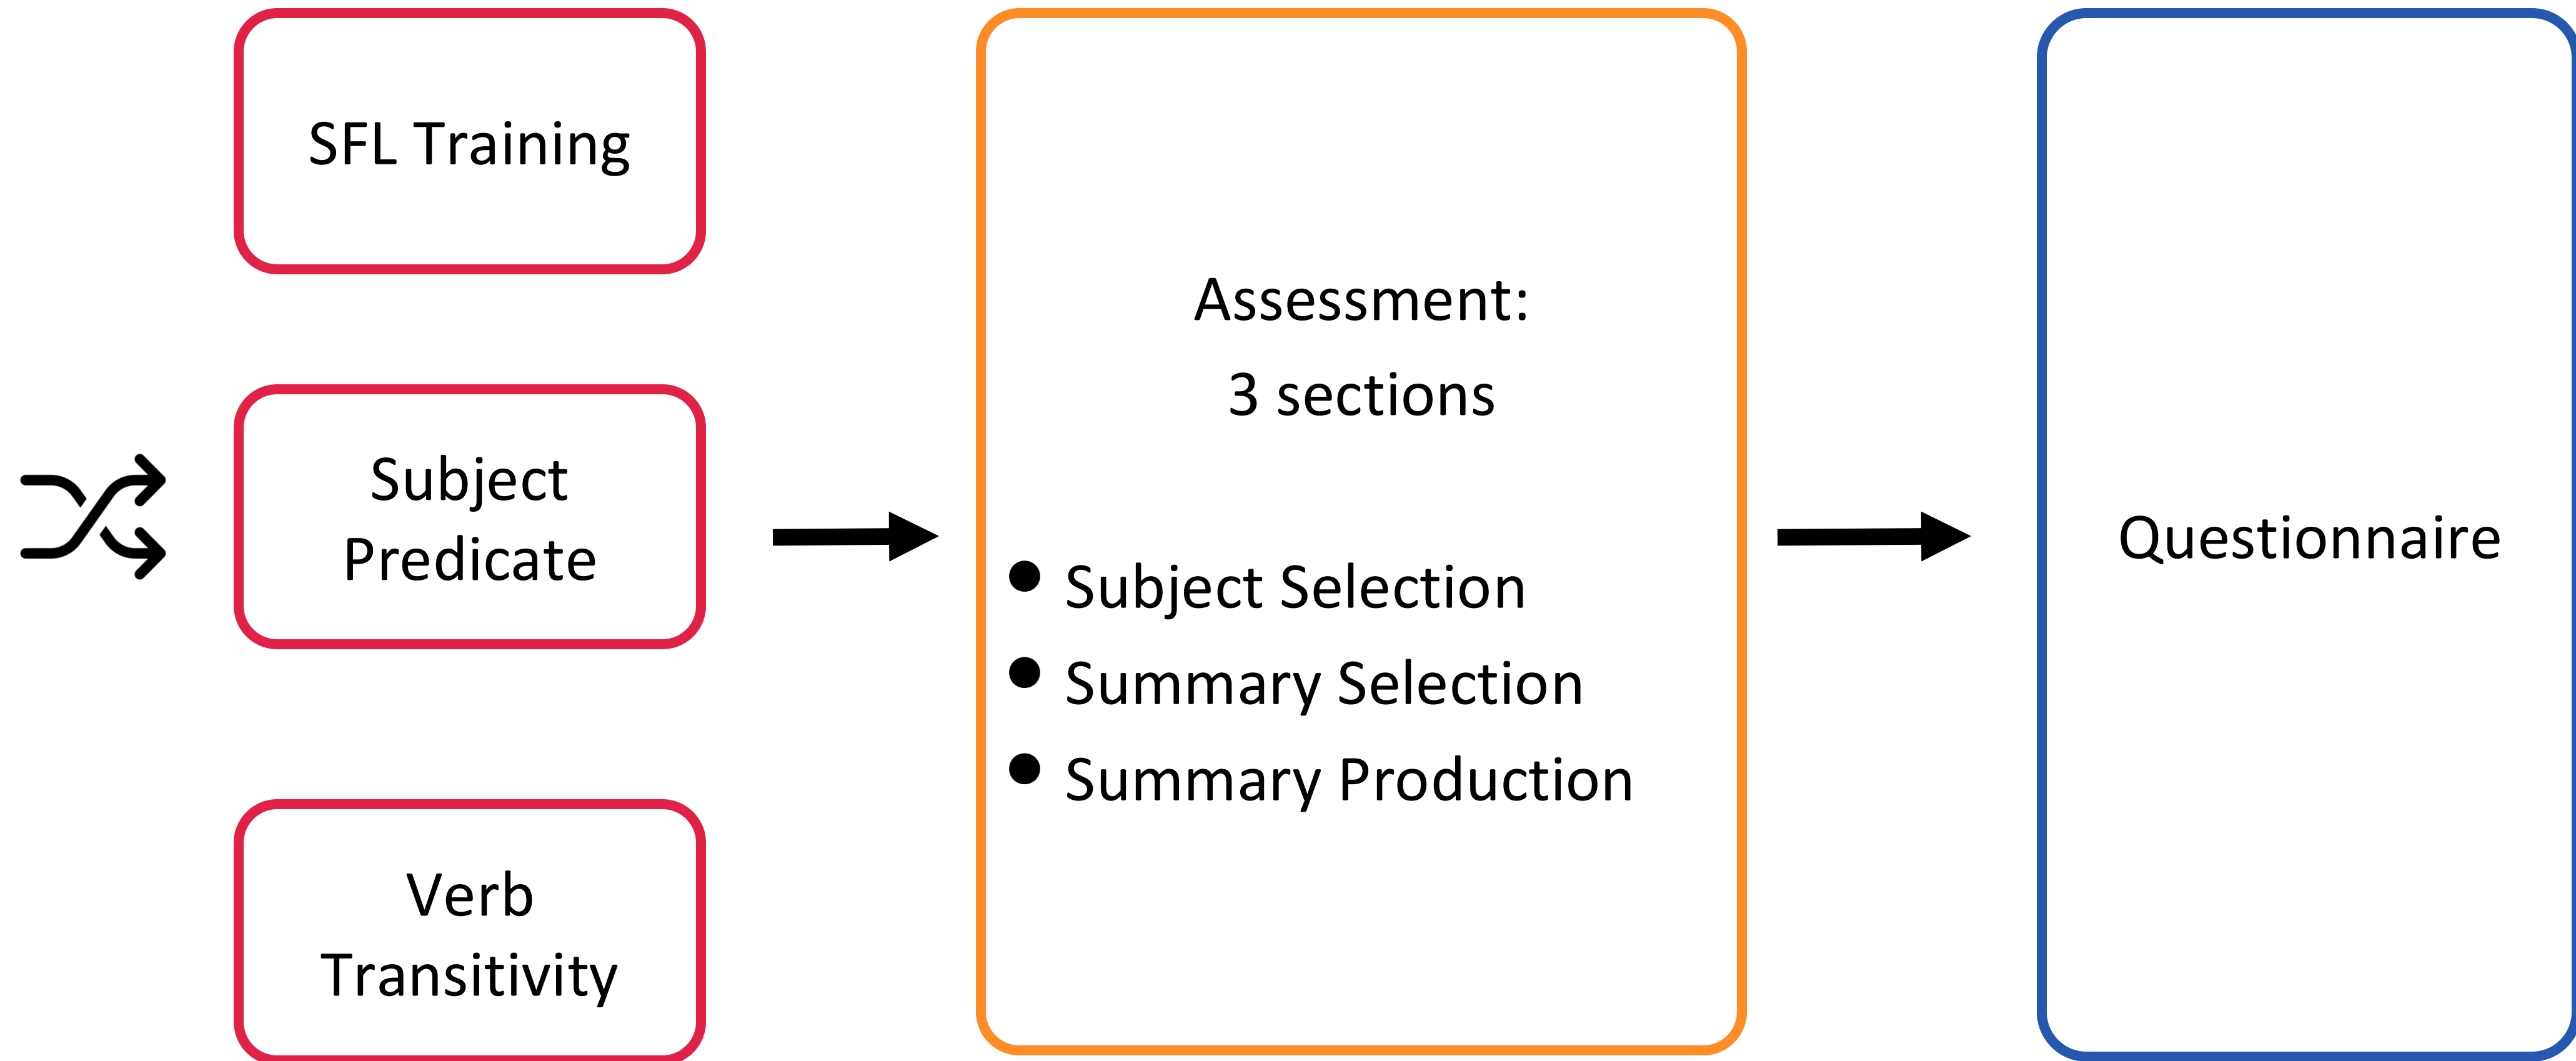 SFL Training
Subject
Predicate
Verb
Transitivity
Assessment:
3 sections
● Subject Selection
● Summary Selection
● Summary Production
Questionnaire